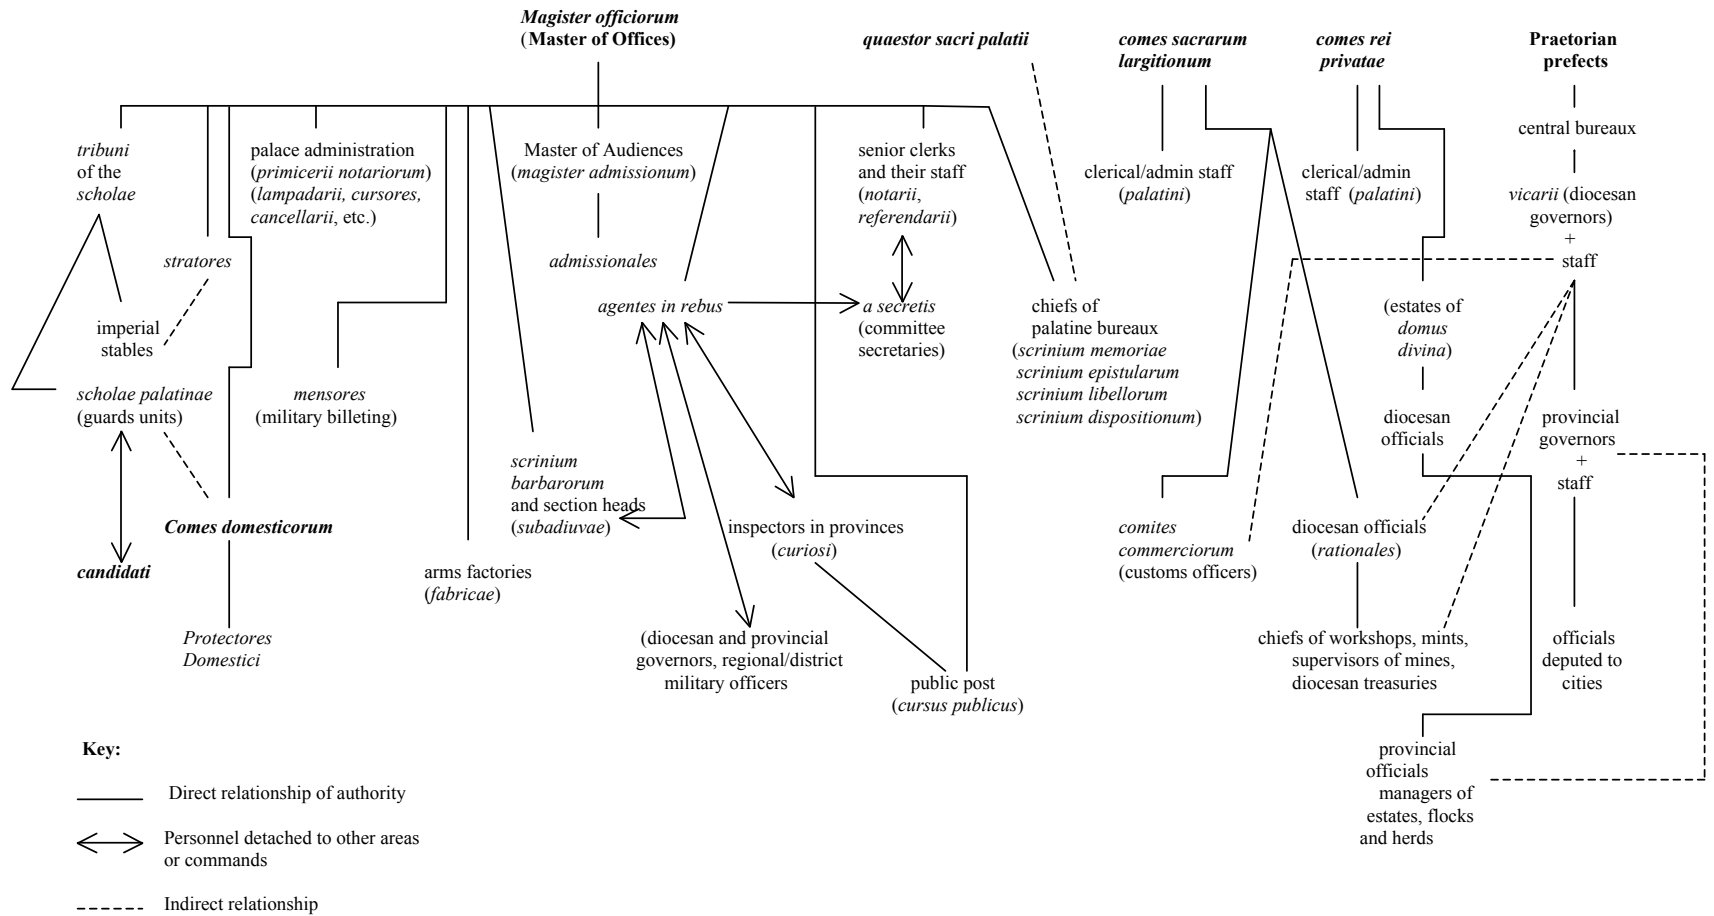 Magister officiorum
(Master of Offices)
quaestor sacri palatii
comes sacrarum
largitionum
comes rei
privatae
Praetorian
prefects
central bureaux
tribuni
of the
scholae
palace administration
(primicerii notariorum)
(lampadarii, cursores,
cancellarii, etc.)
Master of Audiences
(magister admissionum)
senior clerks
and their staff
(notarii,
referendarii)
clerical/admin staff
(palatini)
clerical/admin
staff (palatini)
vicarii (diocesan
governors)
+
staff
stratores
admissionales
imperial
stables
agentes in rebus
a secretis
(committee
secretaries)
chiefs of
palatine bureaux
(scrinium memoriae
scrinium epistularum
scrinium libellorum
scrinium dispositionum)
(estates of
domus
divina)
scholae palatinae
(guards units)
mensores
(military billeting)
diocesan
officials
provincial
governors
+
staff
scrinium
barbarorum
and section heads
(subadiuvae)
Comes domesticorum
inspectors in provinces
(curiosi)
comites
commerciorum
(customs officers)
diocesan officials
(rationales)
candidati
arms factories
(fabricae)
Protectores
Domestici
(diocesan and provincial
governors, regional/district
military officers
public post
(cursus publicus)
chiefs of workshops, mints,
supervisors of mines,
diocesan treasuries
officials
deputed to
cities
provincial
officials
managers of
estates, flocks
and herds
Key:
Direct relationship of authority
Personnel detached to other areas
or commands
Indirect relationship